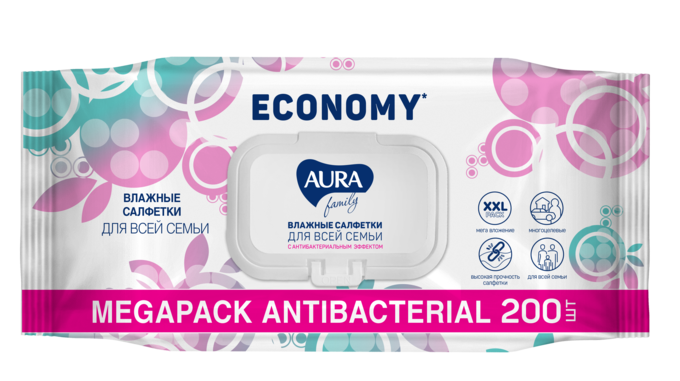 ECONOMY*
AURA
family
ВЛАЖНЫЕ
САЛФЕТКИ
ДЛЯ ВСЕЙ СЕМЬИ
ВЛАЖНЫЕ САЛФЕТКИ
ДЛЯ ВСЕЙ СЕМЬИ
С АНТИБАКТЕРИАЛЬНЫМ ЭФФЕКТОМ
XXL
PACK
мега вложение
многоцелевые
высокая прочность
салфетки
для всей семьи
MEGAPACK ANTIBACTERIAL 200 ШТ